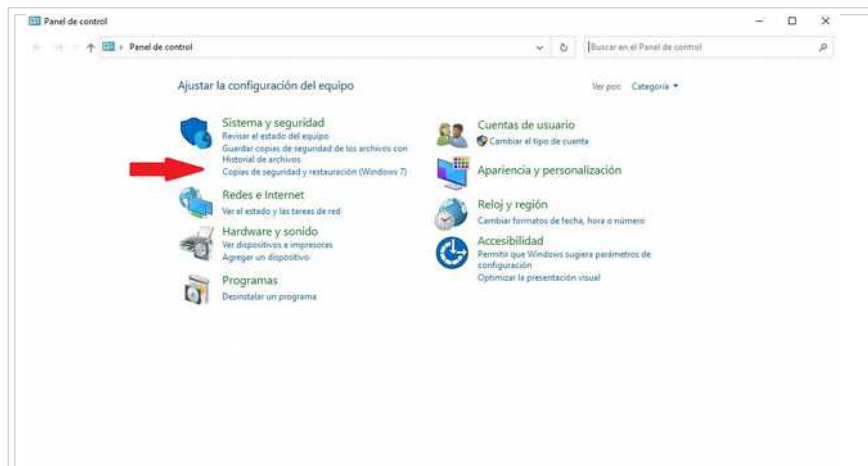 Panel de control
Panel de control
Buscar en el Panel de control
Ajustar la configuración del equipo
Ver por: Categoría
Sistema y seguridad
Revisar el estado del equipo
Guardar copias de seguridad de los archivos con
Historial de archivos
Copias de seguridad y restauración (Windows 7)
Redes e Internet
Ver el estado y las tareas de red
Hardware y sonido
Ver dispositivos e impresoras
Agregar un dispositivo
Programas
Desinstalar un programa
Cuentas de usuario
Cambiar el tipo de cuenta
Apariencia y personalización
Reloj y región
Cambiar formatos de fecha, hora o número
Accesibilidad
Permitir que Windows sugiera parámetros de
configuración
Optimizar la presentación visual